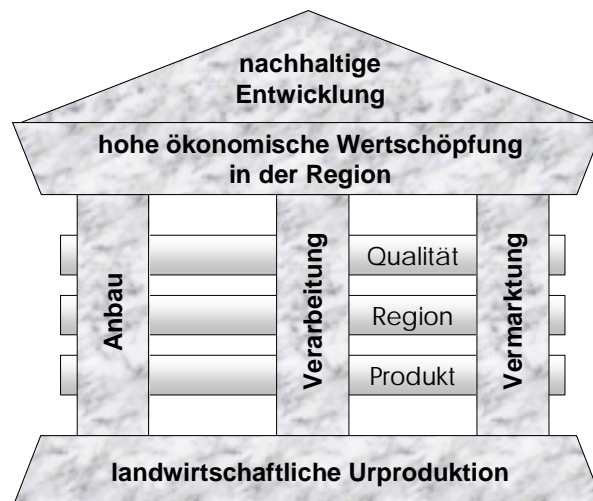 nachhaltige
Entwicklung
hohe ökonomische Wertschöpfung
in der Region
Anbau
Verarbeitung
Vermarktung
Qualität
Region
Produkt
landwirtschaftliche Urproduktion